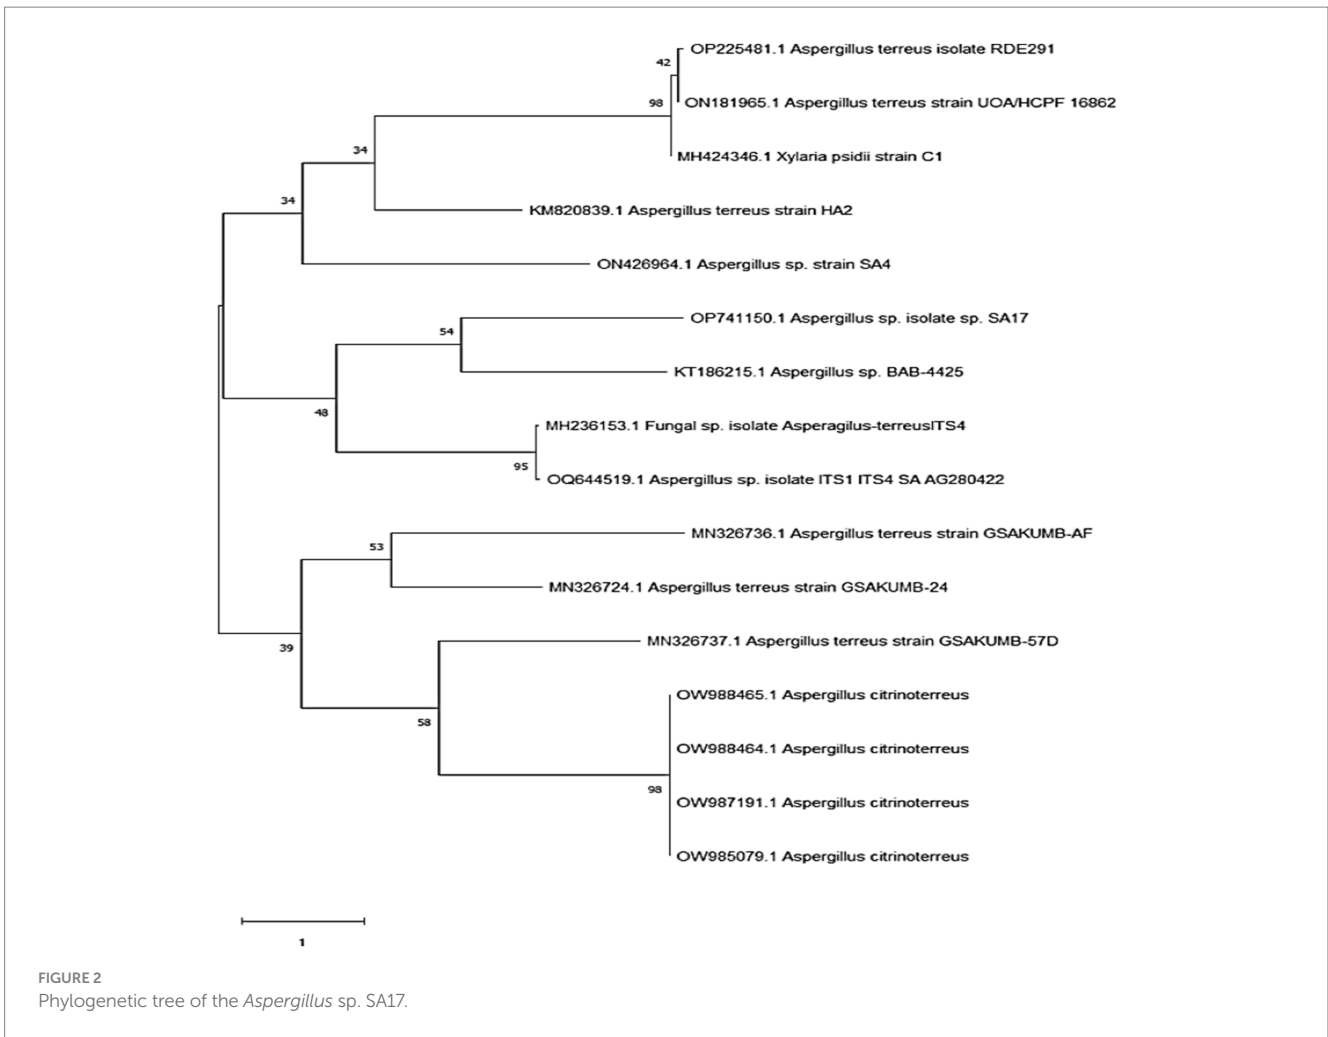 OP225481.1 Aspergillus terreus isolate RDE291
42
98
ON181965.1 Aspergillus terreus strain UOA/HCPF 16862
34
MH424346.1 Xylaria psidii strain C1
34
KM820839.1 Aspergillus terreus strain HA2
ON426964.1 Aspergillus sp. strain SA4
OP741150.1 Aspergillus sp. isolate sp. SA17
54
KT186215.1 Aspergillus sp. BAB-4425
48
MH236153.1 Fungal sp. isolate Asperagilus-terreusITS4
95
OQ644519.1 Aspergillus sp. isolate ITS1 ITS4 SA AG280422
MN326736.1 Aspergillus terreus strain GSAKUMB-AF
53
MN326724.1 Aspergillus terreus strain GSAKUMB-24
39
MN326737.1 Aspergillus terreus strain GSAKUMB-57D
OW988465.1 Aspergillus citrinoterreus
58
OW988464.1 Aspergillus citrinoterreus
98
OW987191.1 Aspergillus citrinoterreus
OW985079.1 Aspergillus citrinoterreus
1
FIGURE 2
Phylogenetic tree of the Aspergillus sp. SA17.